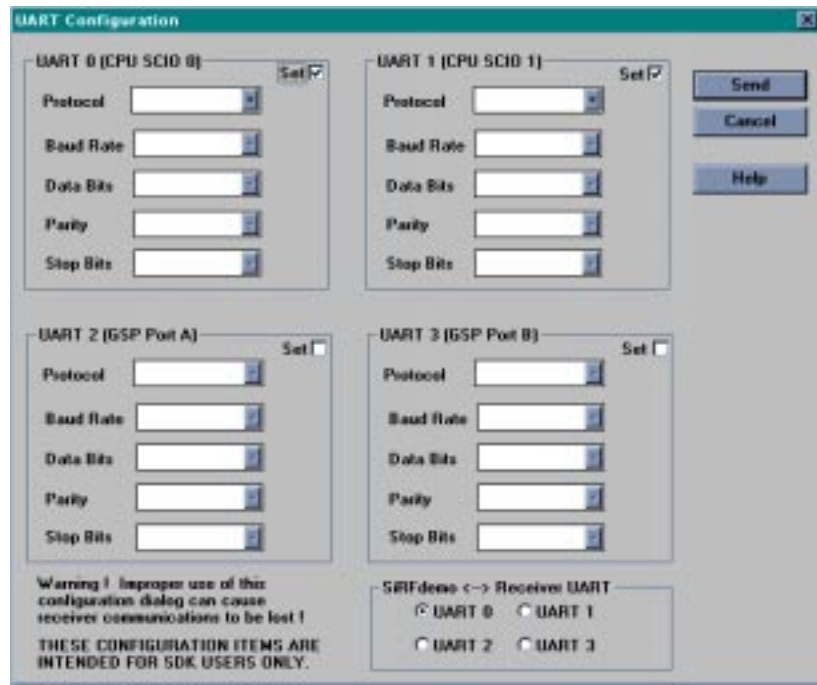 UART Configuration
UART 0 (CPU SCIO 0)
Set
Protocol
Baud Rate
Data Bits
Parity
Stop Bits
UART 1 (CPU SCIO 1)
Set
Protocol
Baud Rate
Data Bits
Parity
Stop Bits
Send
Cancel
Help
UART 2 (GSP Port A)
Set
Protocol
Baud Rate
Data Bits
Parity
Stop Bits
UART 3 (GSP Port B)
Set
Protocol
Baud Rate
Data Bits
Parity
Stop Bits
Warning ! Improper use of this
configuration dialog can cause
receiver communications to be lost !
THESE CONFIGURATION ITEMS ARE
INTENDED FOR SDK USERS ONLY.
SiRFdemo <--> Receiver UART
UART 0 UART 1
UART 2 UART 3